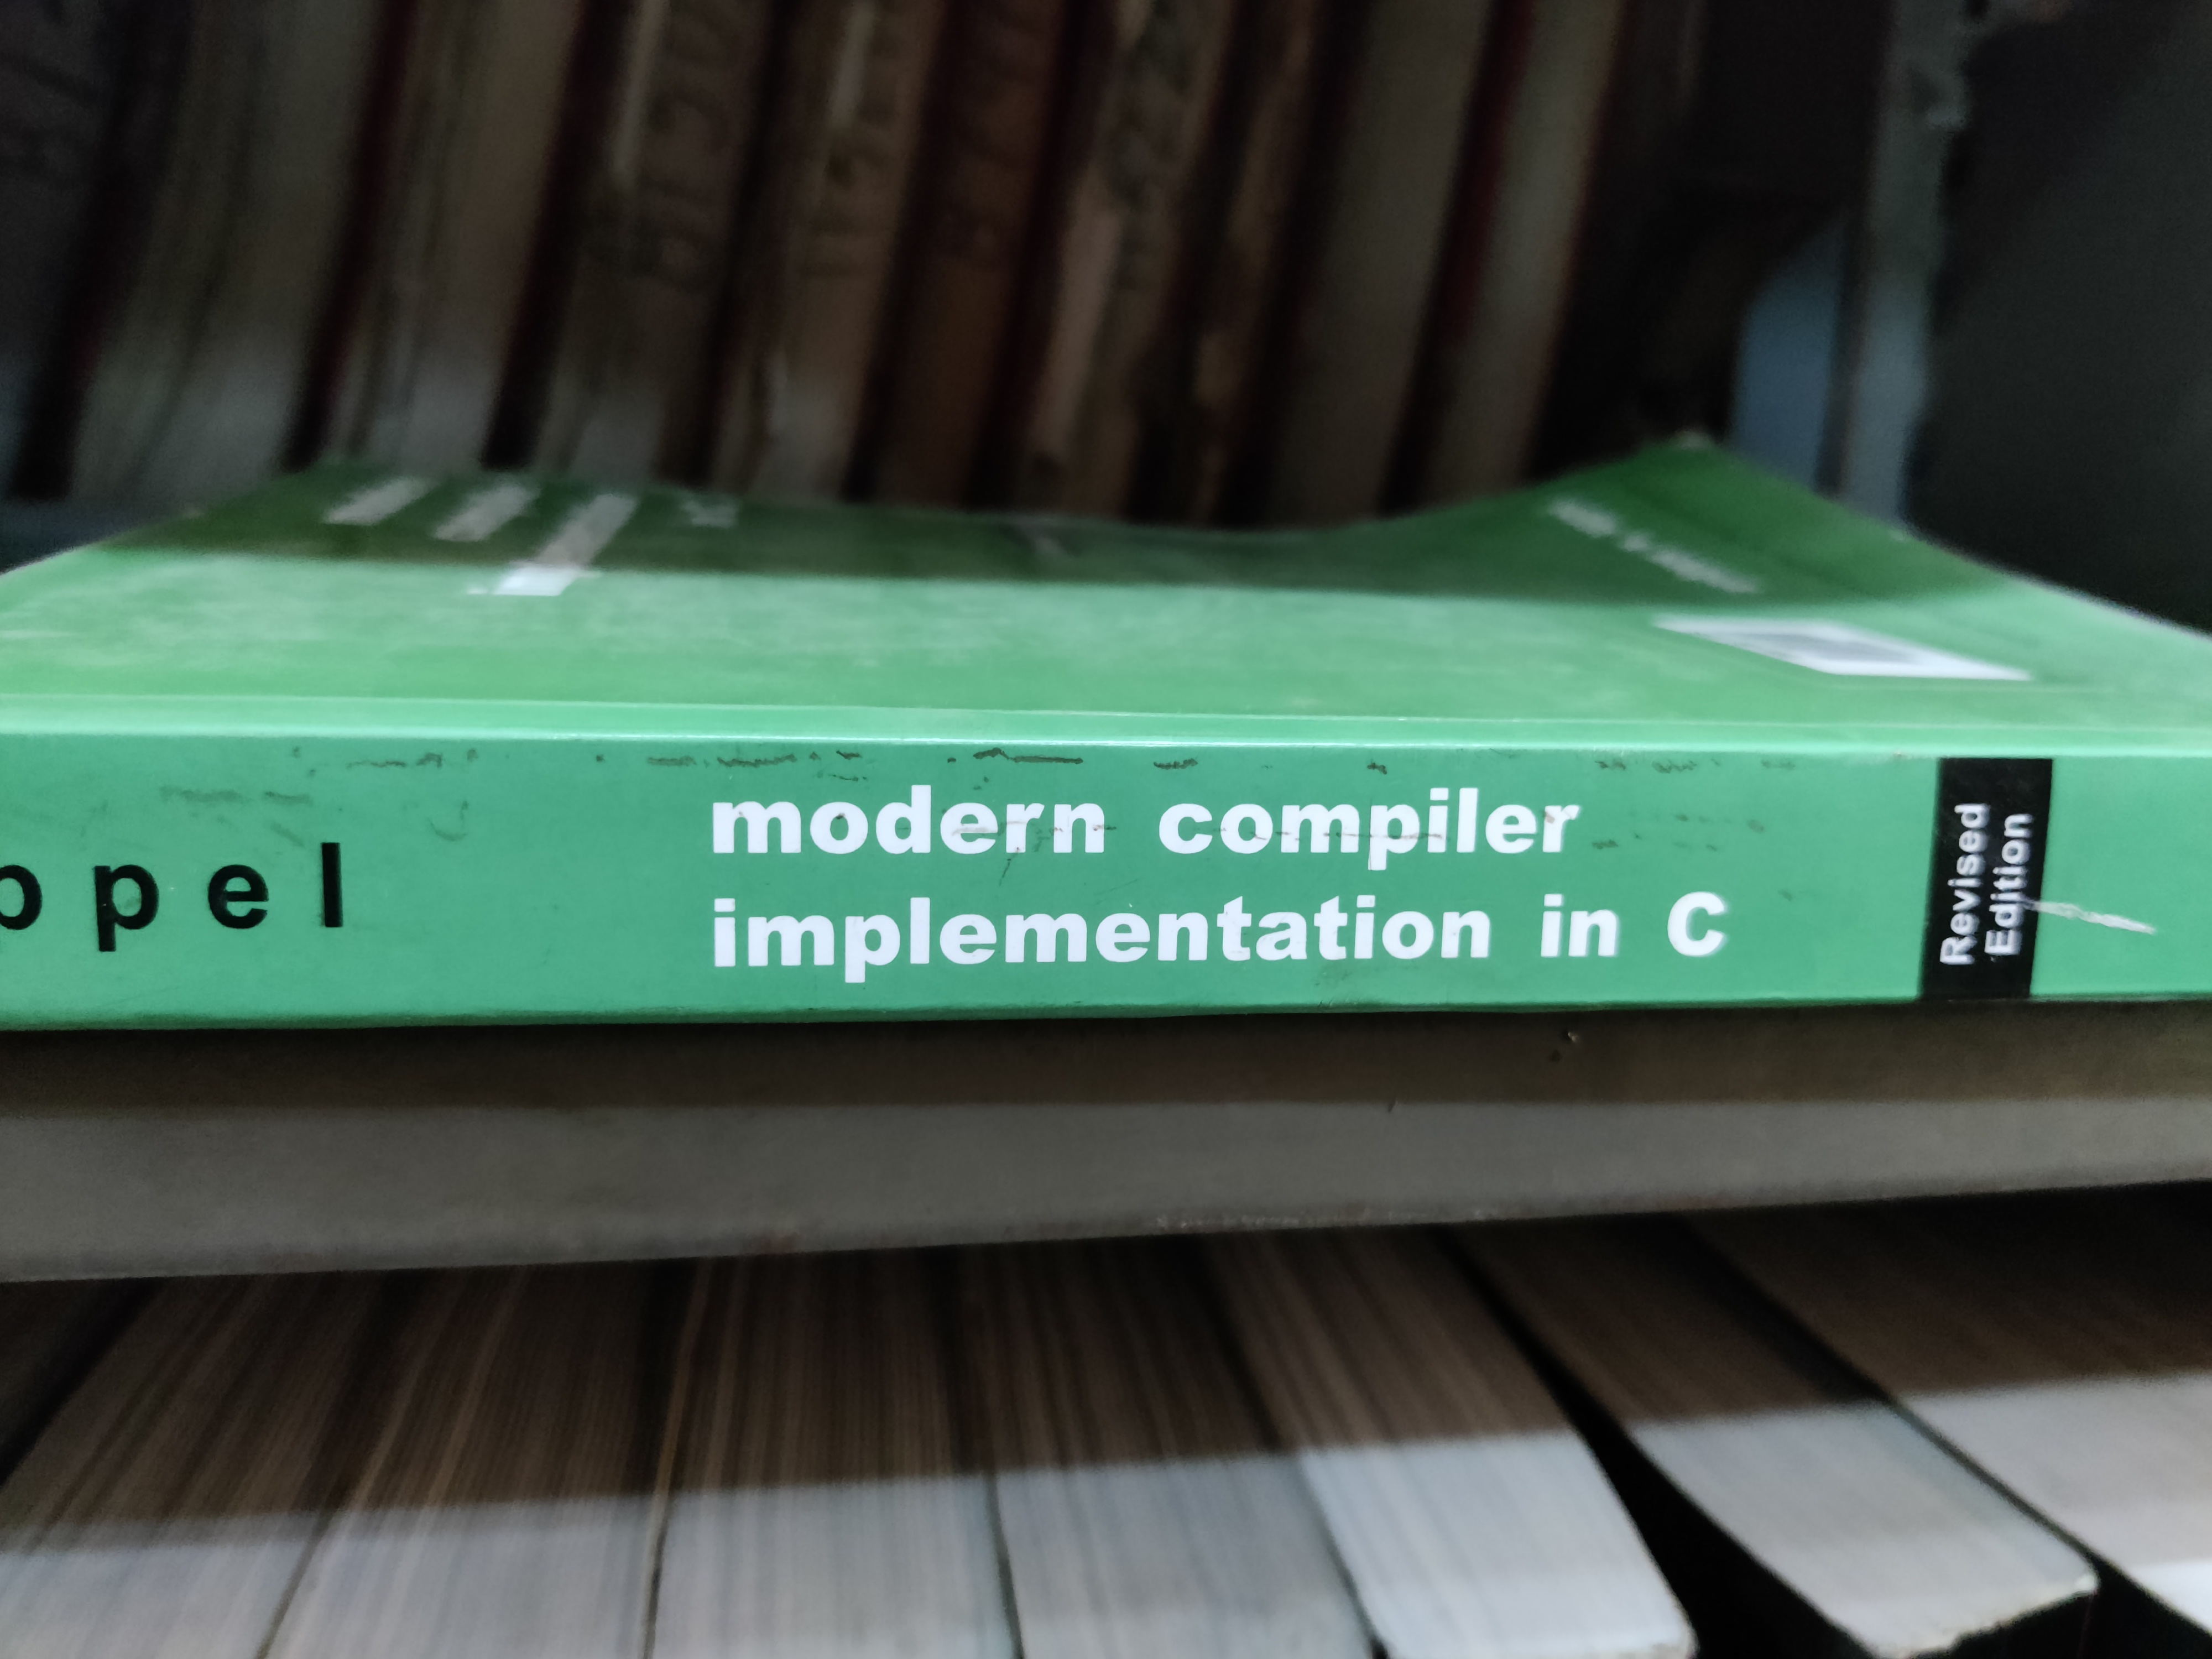 ppel
modern compiler
implementation in C
Revised
Edition